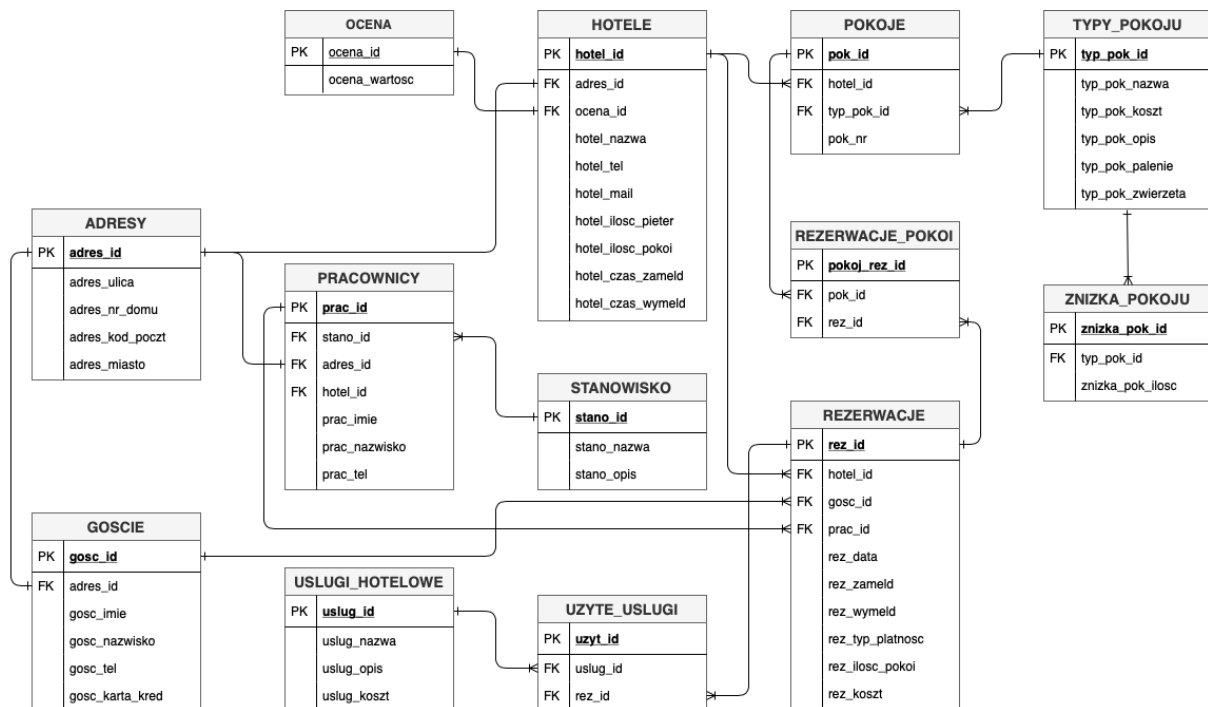 OCENA
PK ocena_id
ocena_wartosc
HOTELE
PK hotel_id
FK adres_id
FK ocena_id
hotel_nazwa
hotel_tel
hotel_mail
hotel_ilosc_pieter
hotel_ilosc_pokoi
hotel_czas_zameld
hotel_czas_wymeld
POKOJE
PK pok_id
FK hotel_id
FK typ_pok_id
pok_nr
TYPY_POKOJU
PK typ_pok_id
typ_pok_nazwa
typ_pok_koszt
typ_pok_opis
typ_pok_palenie
typ_pok_zwierzeta
ADRESY
PK adres_id
adres_ulica
adres_nr_domu
adres_kod_poczt
adres_miasto
PRACOWNICY
PK prac_id
FK stano_id
FK adres_id
FK hotel_id
prac_imie
prac_nazwisko
prac_tel
STANOWISKO
PK stano_id
stano_nazwa
stano_opis
REZERWACJE_POKOI
PK pokoj_rez_id
FK pok_id
FK rez_id
ZNIZKA_POKOJU
PK znizka_pok_id
FK typ_pok_id
znizka_pok_ilosc
REZERWACJE
PK rez_id
FK hotel_id
FK gosc_id
FK prac_id
rez_data
rez_zameld
rez_wymeld
rez_typ_platnosc
rez_ilosc_pokoi
rez_koszt
GOSCIE
PK gosc_id
FK adres_id
gosc_imie
gosc_nazwisko
gosc_tel
gosc_karta_kred
USLUGI_HOTELOWE
PK uslug_id
uslug_nazwa
uslug_opis
uslug_koszt
UZYTE_USLUGI
PK uzyt_id
FK uslug_id
FK rez_id